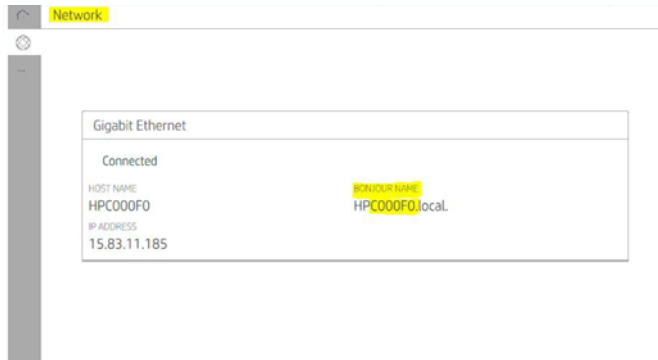 Network
Gigabit Ethernet
Connected
HOST NAME
HPC000F0
BONJOUR NAME
HPC000F0.local.
IP ADDRESS
15.83.11.185